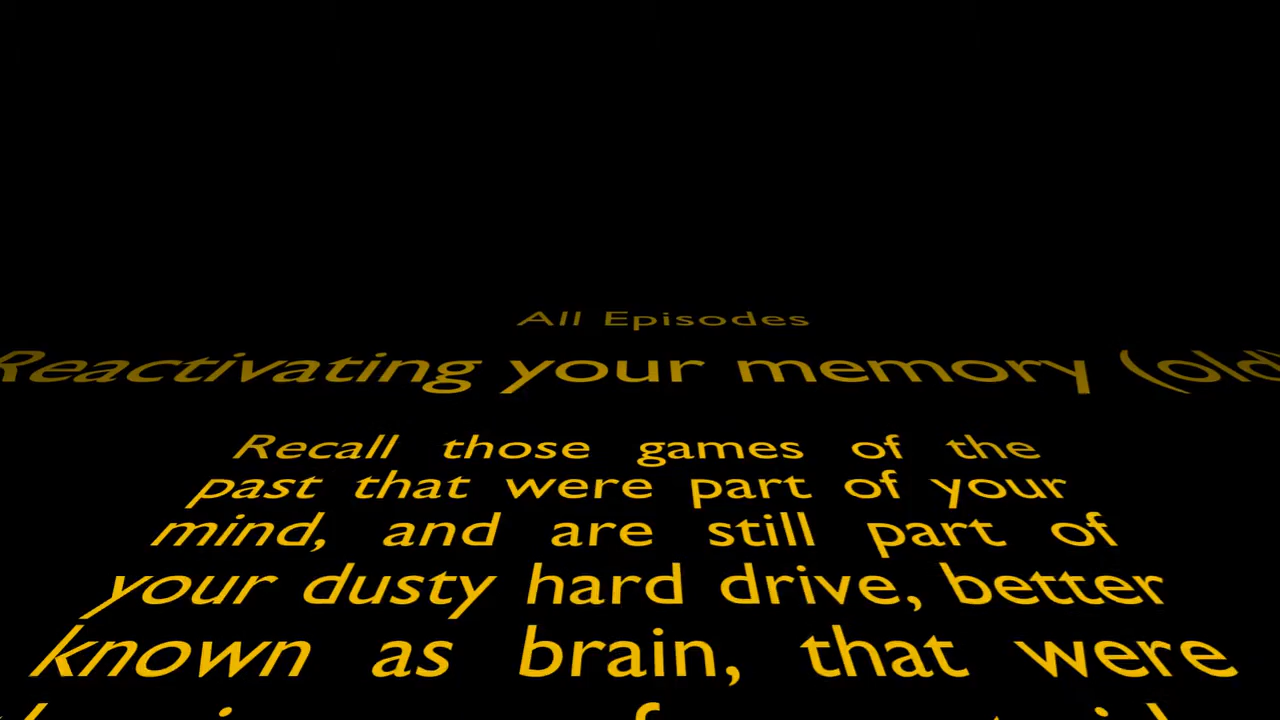 All Episodes
Reactivating your memory (old)
Recall those games of the
past that were part of your
mind, and are still part of
your dusty hard drive, better
known as brain, that were